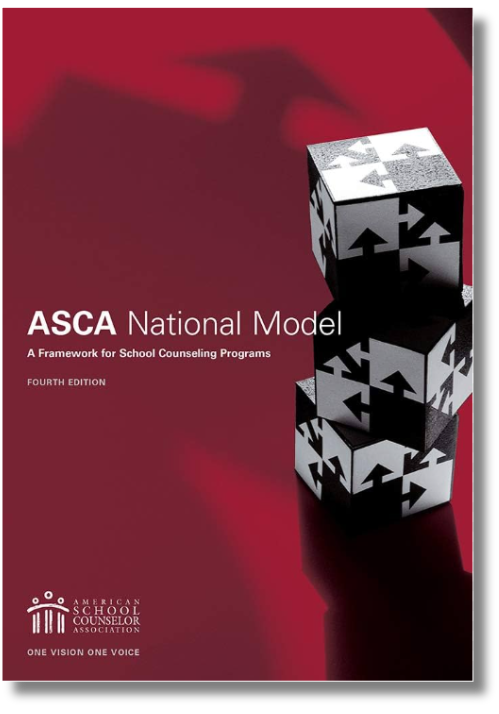 ASCA National Model
A Framework for School Counseling Programs
FOURTH EDITION
AMERICAN
SCHOOL
COUNSELOR
ASSOCIATION
ONE VISION ONE VOICE